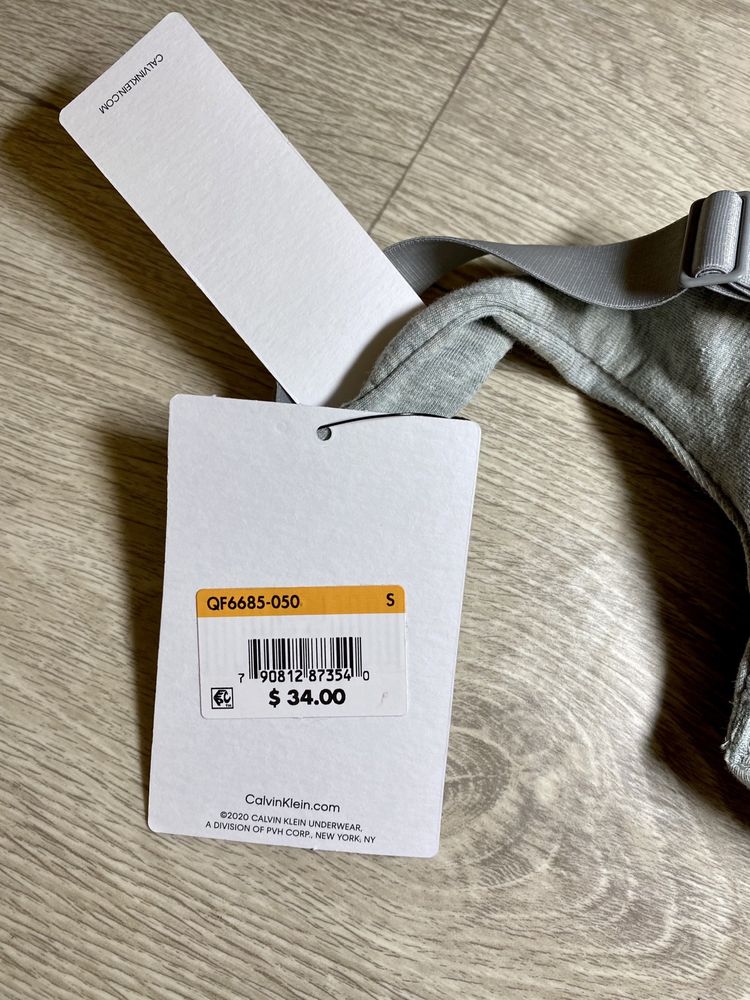 CALVINKLEIN.COM
QF6685-050 S
7 90812 87354 0
$ 34.00
CalvinKlein.com
©2020 CALVIN KLEIN UNDERWEAR,
A DIVISION OF PVH CORP., NEW YORK, NY